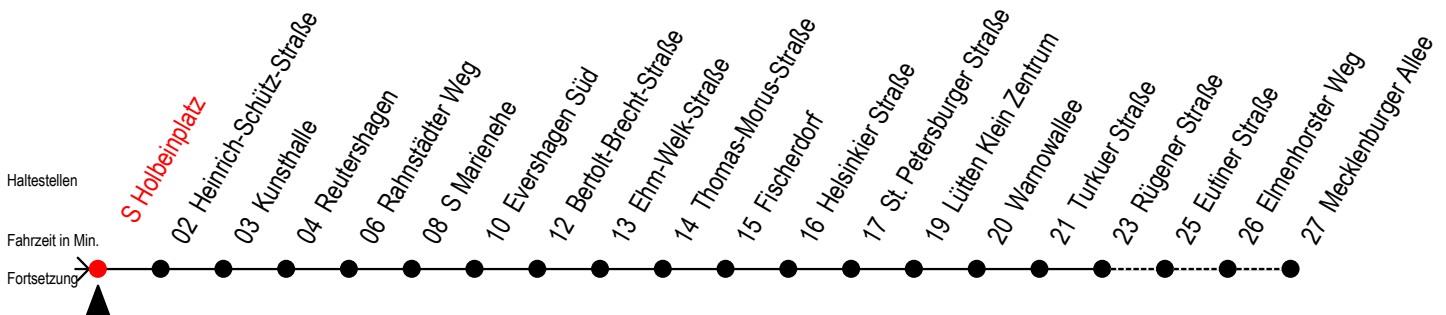 S Holbeinplatz
02 Heinrich-Schütz-Straße
03 Kunsthalle
04 Reutershagen
06 Rahnstädter Weg
08 S Marienehe
10 Evershagen Süd
12 Bertolt-Brecht-Straße
13 Ehm-Welk-Straße
14 Thomas-Morus-Straße
15 Fischerdorf
16 Helsinkier Straße
17 St. Petersburger Straße
19 Lütten Klein Zentrum
20 Warnowallee
21 Turkuer Straße
23 Rügener Straße
25 Eutiner Straße
26 Elmenhorster Weg
27 Mecklenburger Allee
Haltestellen
Fahrzeit in Min.
Fortsetzung